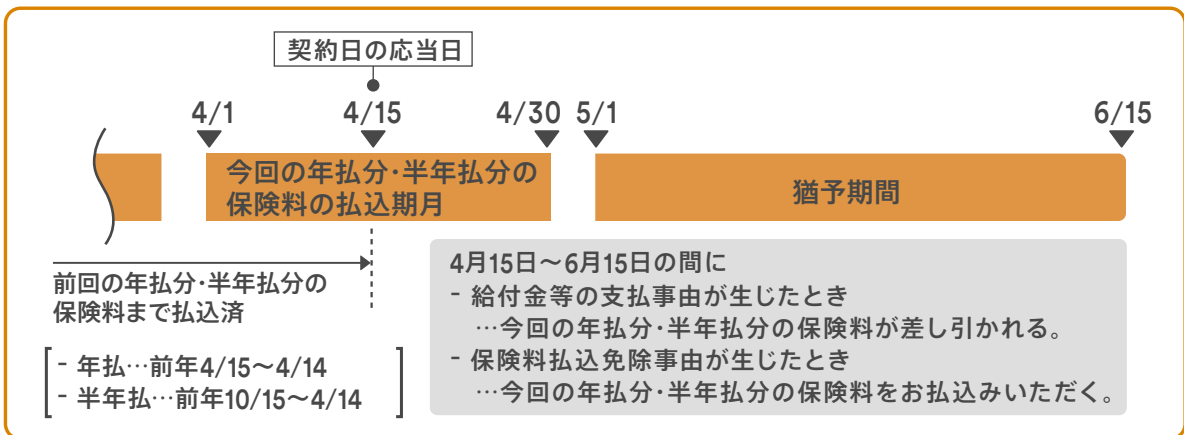 契約日の応当日
4/1 4/15 4/30 5/1 6/15
今回の年払分・半年払分の
保険料の払込期月
猶予期間
前回の年払分・半年払分の
保険料まで払込済
- 年払…前年4/15～4/14
- 半年払…前年10/15～4/14
4月15日～6月15日の間に
- 給付金等の支払事由が生じたとき
…今回の年払分・半年払分の保険料が差し引かれる。
- 保険料払込免除事由が生じたとき
…今回の年払分・半年払分の保険料をお払込みいただく。